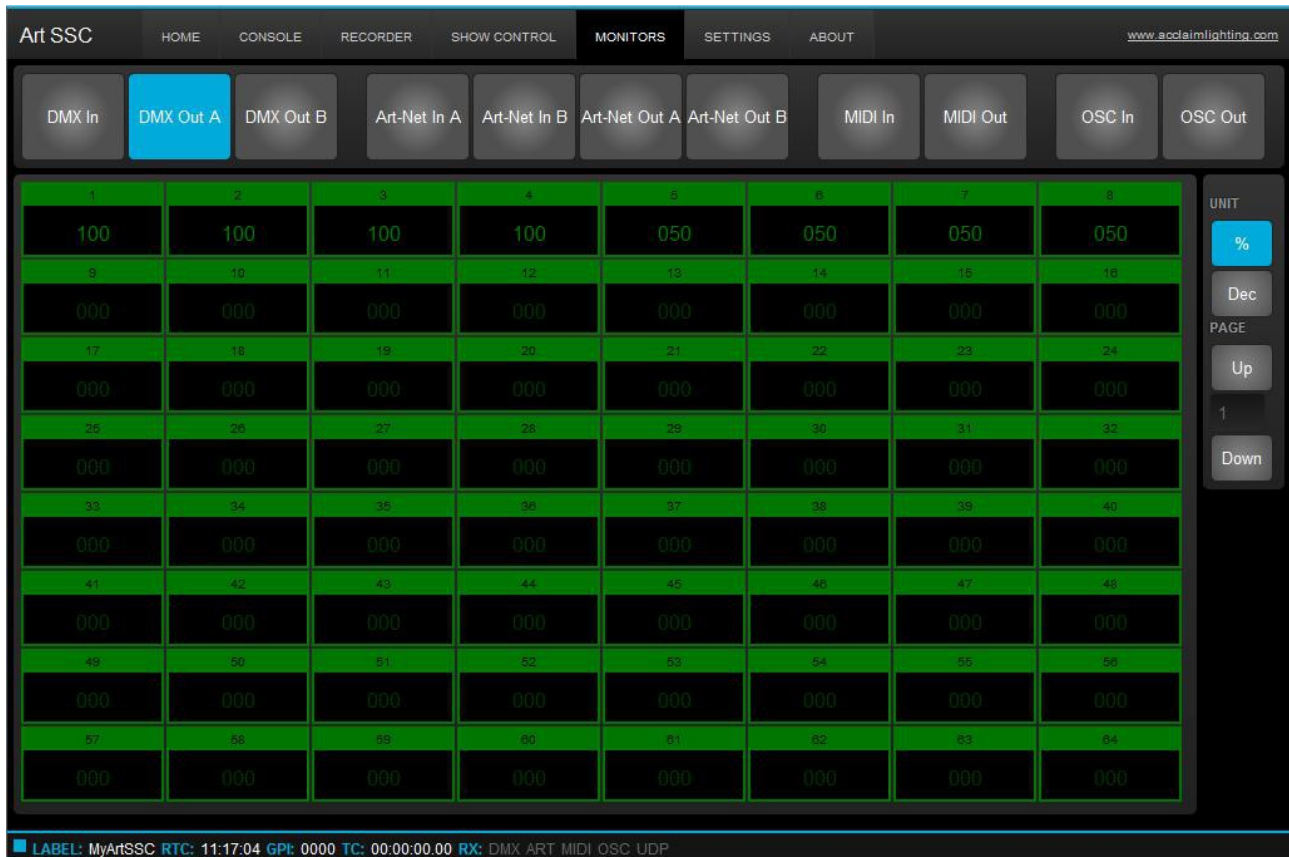 Art SSC HOME CONSOLE RECORDER SHOW CONTROL MONITORS SETTINGS ABOUT www.acclaimlighting.com
DMX In DMX Out A DMX Out B Art-Net In A Art-Net In B Art-Net Out A Art-Net Out B MIDI In MIDI Out OSC In OSC Out
1 2 3 4 5 6 7 8
100 100 100 100 050 050 050 050
9 10 11 12 13 14 15 16
000 000 000 000 000 000 000 000
17 18 19 20 21 22 23 24
000 000 000 000 000 000 000 000
25 26 27 28 29 30 31 32
000 000 000 000 000 000 000 000
33 34 35 36 37 38 39 40
000 000 000 000 000 000 000 000
41 42 43 44 45 46 47 48
000 000 000 000 000 000 000 000
49 50 51 52 53 54 55 56
000 000 000 000 000 000 000 000
57 58 59 60 61 62 63 64
000 000 000 000 000 000 000 000
UNIT
%
Dec
PAGE
Up
1
Down
LABEL: MyArtSSC RTC: 11:17:04 GPI: 0000 TC: 00:00:00.00 RX: DMX ART MIDI OSC UDP